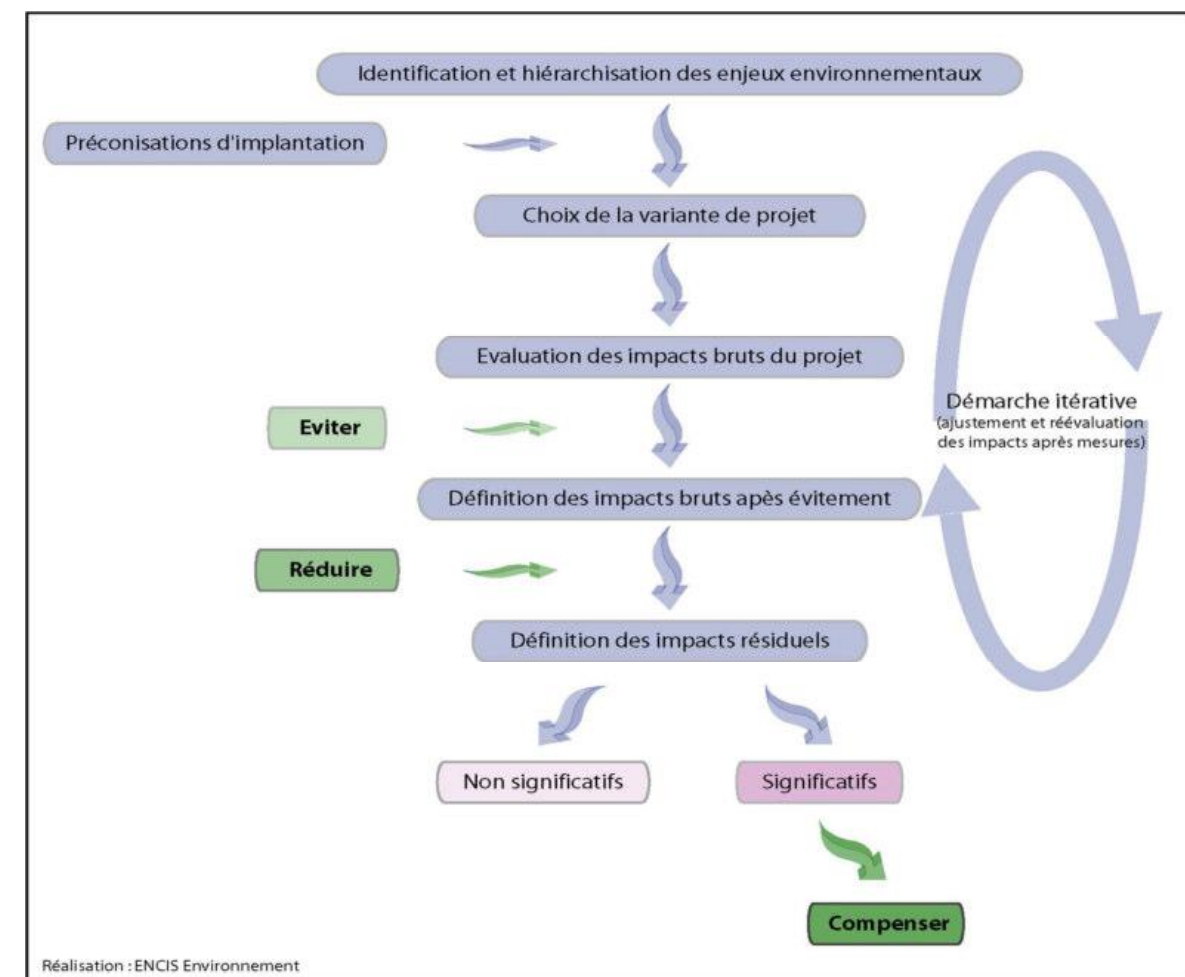 Identification et hiérarchisation des enjeux environnementaux
Préconisations d'implantation
Choix de la variante de projet
Evaluation des impacts bruts du projet
Eviter
Démarche itérative
(ajustement et réévaluation
des impacts après mesures)
Définition des impacts bruts apès évitement
Réduire
Définition des impacts résiduels
Non significatifs
Significatifs
Compenser
Réalisation : ENCIS Environnement